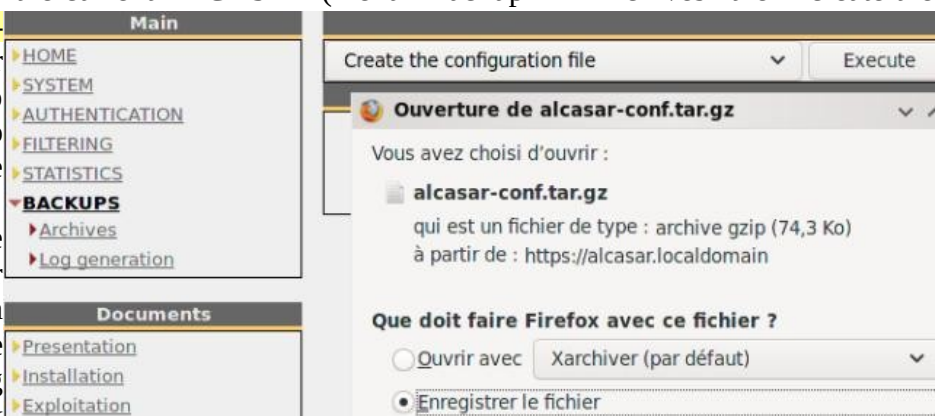 Main
HOME
SYSTEM
AUTHENTICATION
FILTERING
STATISTICS
BACKUPS
Archives
Log generation
Documents
Presentation
Installation
Exploitation
Create the configuration file
Execute
Ouverture de alcasar-conf.tar.gz
Vous avez choisi d'ouvrir :
alcasar-conf.tar.gz
qui est un fichier de type : archive gzip (74,3 Ko)
à partir de : https://alcasar.localdomain
Que doit faire Firefox avec ce fichier ?
Ouvrir avec
Xarchiver (par défaut)
Enregistrer le fichier